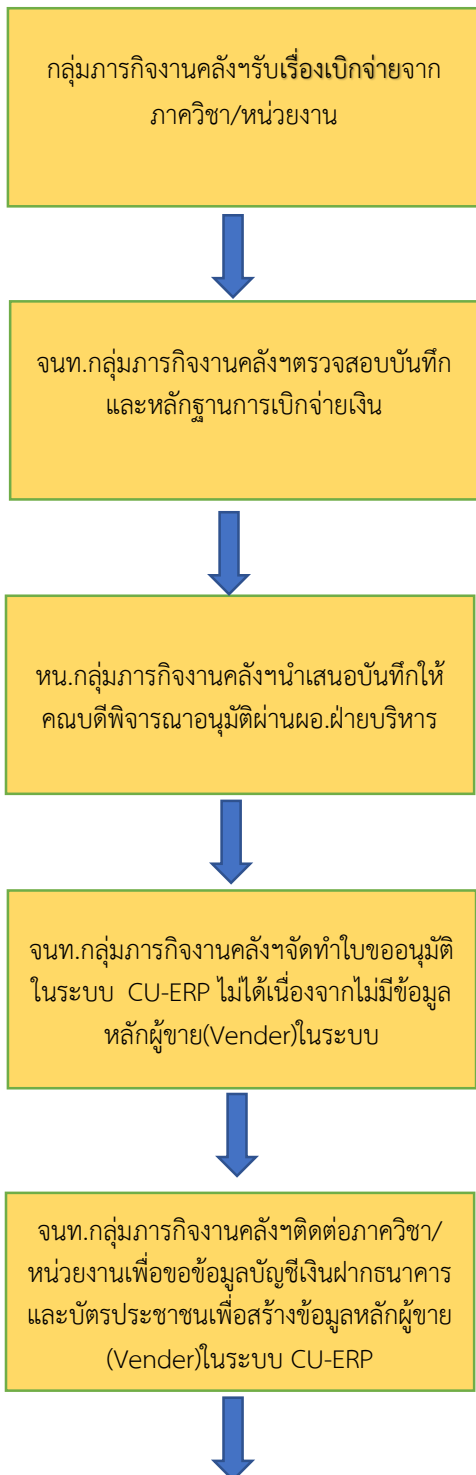 กลุ่มภารกิจงานคลังฯรับเรื่องเบิกจ่ายจาก
ภาควิชา/หน่วยงาน
จนท.กลุ่มภารกิจงานคลังฯตรวจสอบบันทึก
และหลักฐานการเบิกจ่ายเงิน
หน.กลุ่มภารกิจงานคลังฯนำเสนอบันทึกให้
คณบดีพิจารณาอนุมัติผ่านผอ.ฝ่ายบริหาร
จนท.กลุ่มภารกิจงานคลังฯจัดทำใบขออนุมัติ
ในระบบ CU-ERP ไม่ได้เนื่องจากไม่มีข้อมูล
หลักผู้ขาย(Vender)ในระบบ
จนท.กลุ่มภารกิจงานคลังฯติดต่อภาควิชา/
หน่วยงานเพื่อขอข้อมูลบัญชีเงินฝากธนาคาร
และบัตรประชาชนเพื่อสร้างข้อมูลหลักผู้ขาย
(Vender)ในระบบ CU-ERP